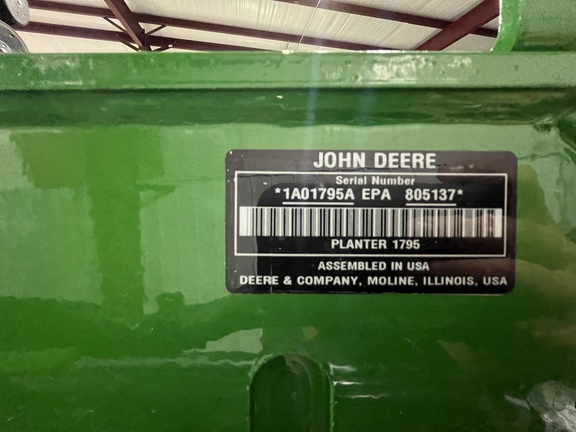 JOHN DEERE
Serial Number
*1A01795A EPA 805137*
PLANTER 1795
ASSEMBLED IN USA
DEERE & COMPANY, MOLINE, ILLINOIS, USA